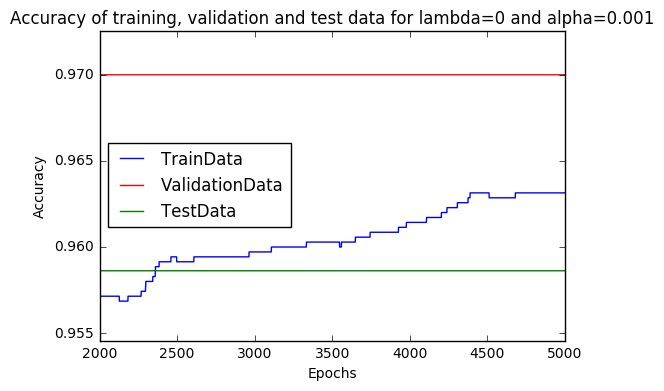 Accuracy of training, validation and test data for lambda=0 and alpha=0.001
0.970
0.965
0.960
0.955
Accuracy
TrainData
ValidationData
TestData
2000 2500 3000 3500 4000 4500 5000
Epochs